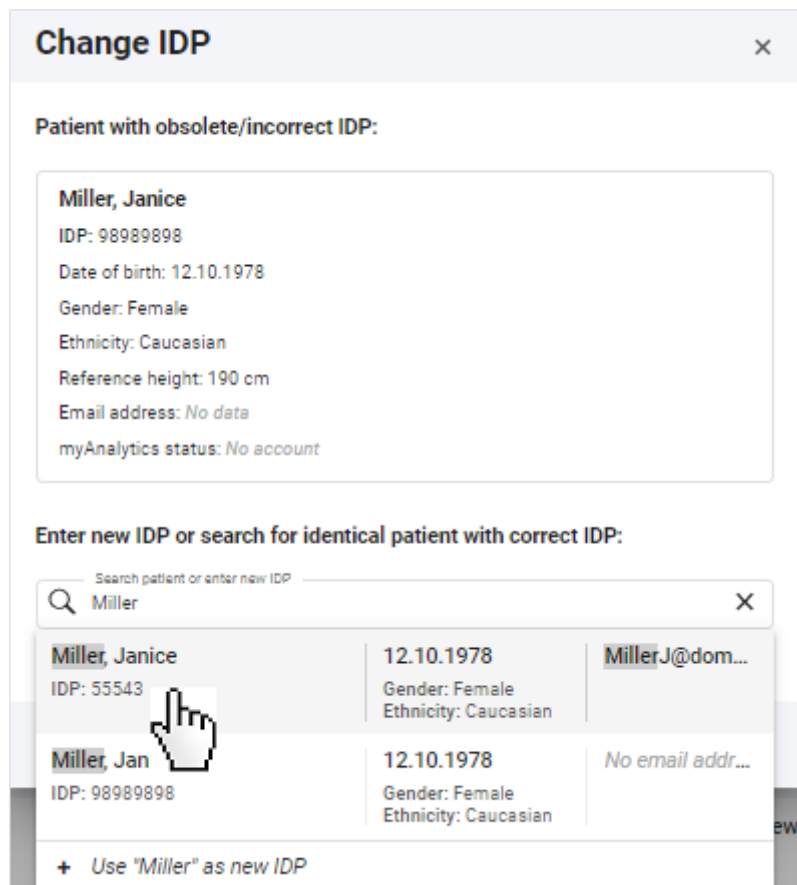 Change IDP
Patient with obsolete/incorrect IDP:
Miller, Janice
IDP: 98989898
Date of birth: 12.10.1978
Gender: Female
Ethnicity: Caucasian
Reference height: 190 cm
Email address: No data
myAnalytics status: No account
Enter new IDP or search for identical patient with correct IDP:
Search patient or enter new IDP
Miller
Miller, Janice 12.10.1978 MillerJ@dom...
IDP: 55543 Gender: Female
Ethnicity: Caucasian
Miller, Jan 12.10.1978 No email addr...
IDP: 98989898 Gender: Female
Ethnicity: Caucasian
+ Use "Miller" as new IDP